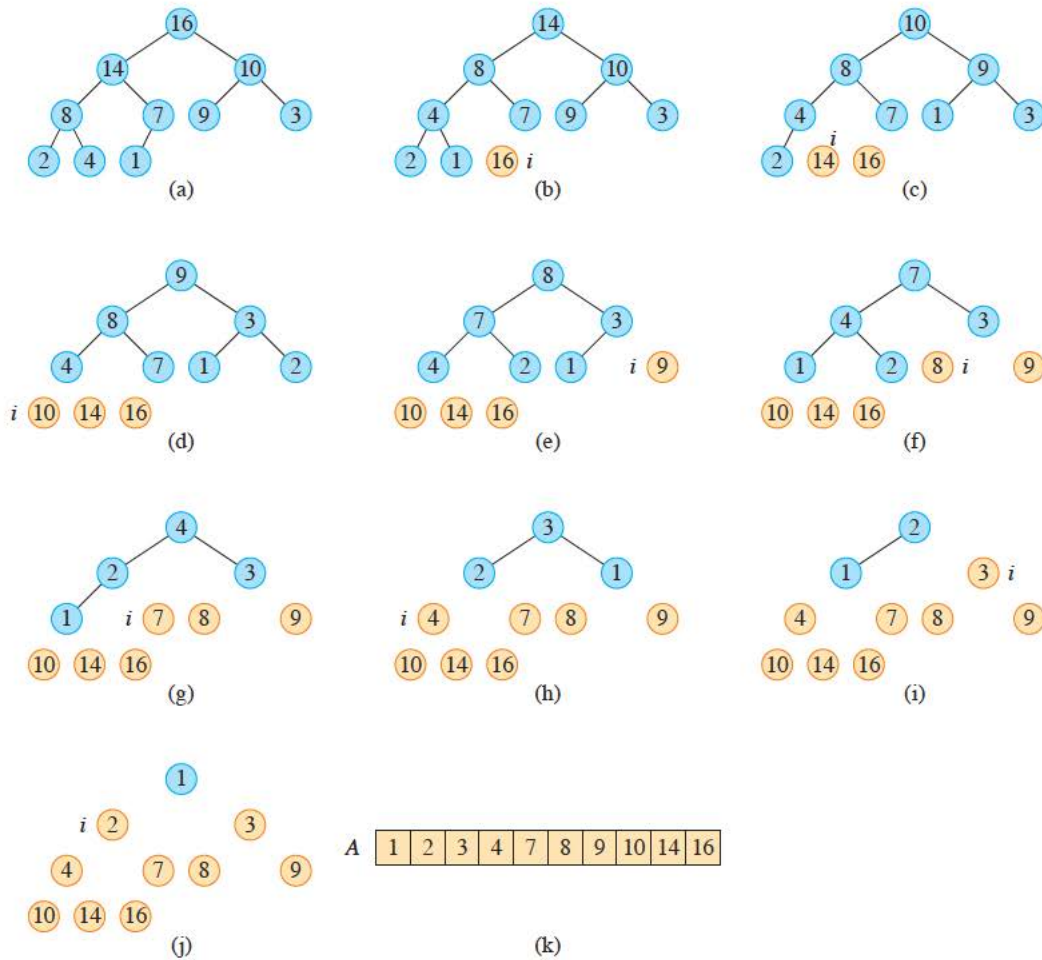 16 14 10
14 10 8 10 8 9
8 7 9 3 4 7 9 3 4 7 1 3
i
2 4 1 2 1 16 i 2 14 16
(a) (b) (c)
9 8 7
8 3 7 3 4 3
4 7 1 2 4 2 1 i 9 1 2 8 i 9
i 10 14 16 10 14 16 10 14 16
(d) (e) (f)
4 3 2
2 3 2 1 1 3 i
1 i 7 8 9 i 4 7 8 9 4 7 8 9
10 14 16 10 14 16 10 14 16
(g) (h) (i)
1
i 2 3
A 1 2 3 4 7 8 9 10 14 16
4 7 8 9
10 14 16
(j) (k)